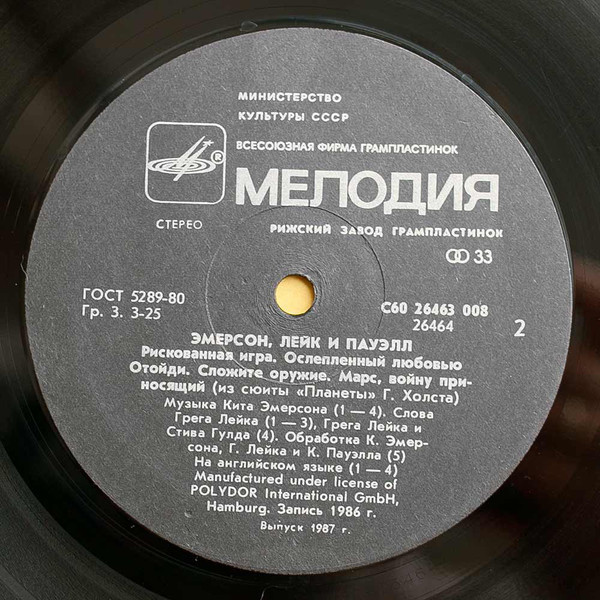 МИНИСТЕРСТВО
КУЛЬТУРЫ СССР
ВСЕСОЮЗНАЯ ФИРМА ГРАМПЛАСТИНОК
® МЕЛОДИЯ
СТЕРЕО
РИЖСКИЙ ЗАВОД ГРАМПЛАСТИНОК
33
ГОСТ 5289-80
Гр. 3. 3-25
С60 26463 008
26464
2
ЭМЕРСОН, ЛЕЙК И ПАУЭЛЛ
Рискованная игра. Ослепленный любовью
Отойди. Сложите оружие. Марс, войну при-
носящий (из сюиты «Планеты» Г. Холста)
Музыка Кита Эмерсона (1 — 4). Слова
Грега Лейка (1 — 3), Грега Лейка и
Стива Гулда (4). Обработка К. Эмер-
сона, Г. Лейка и К. Пауэлла (5)
На английском языке (1 — 4)
Manufactured under license of
POLYDOR International GmbH,
Hamburg. Запись 1986 г.
Выпуск 1987 г.